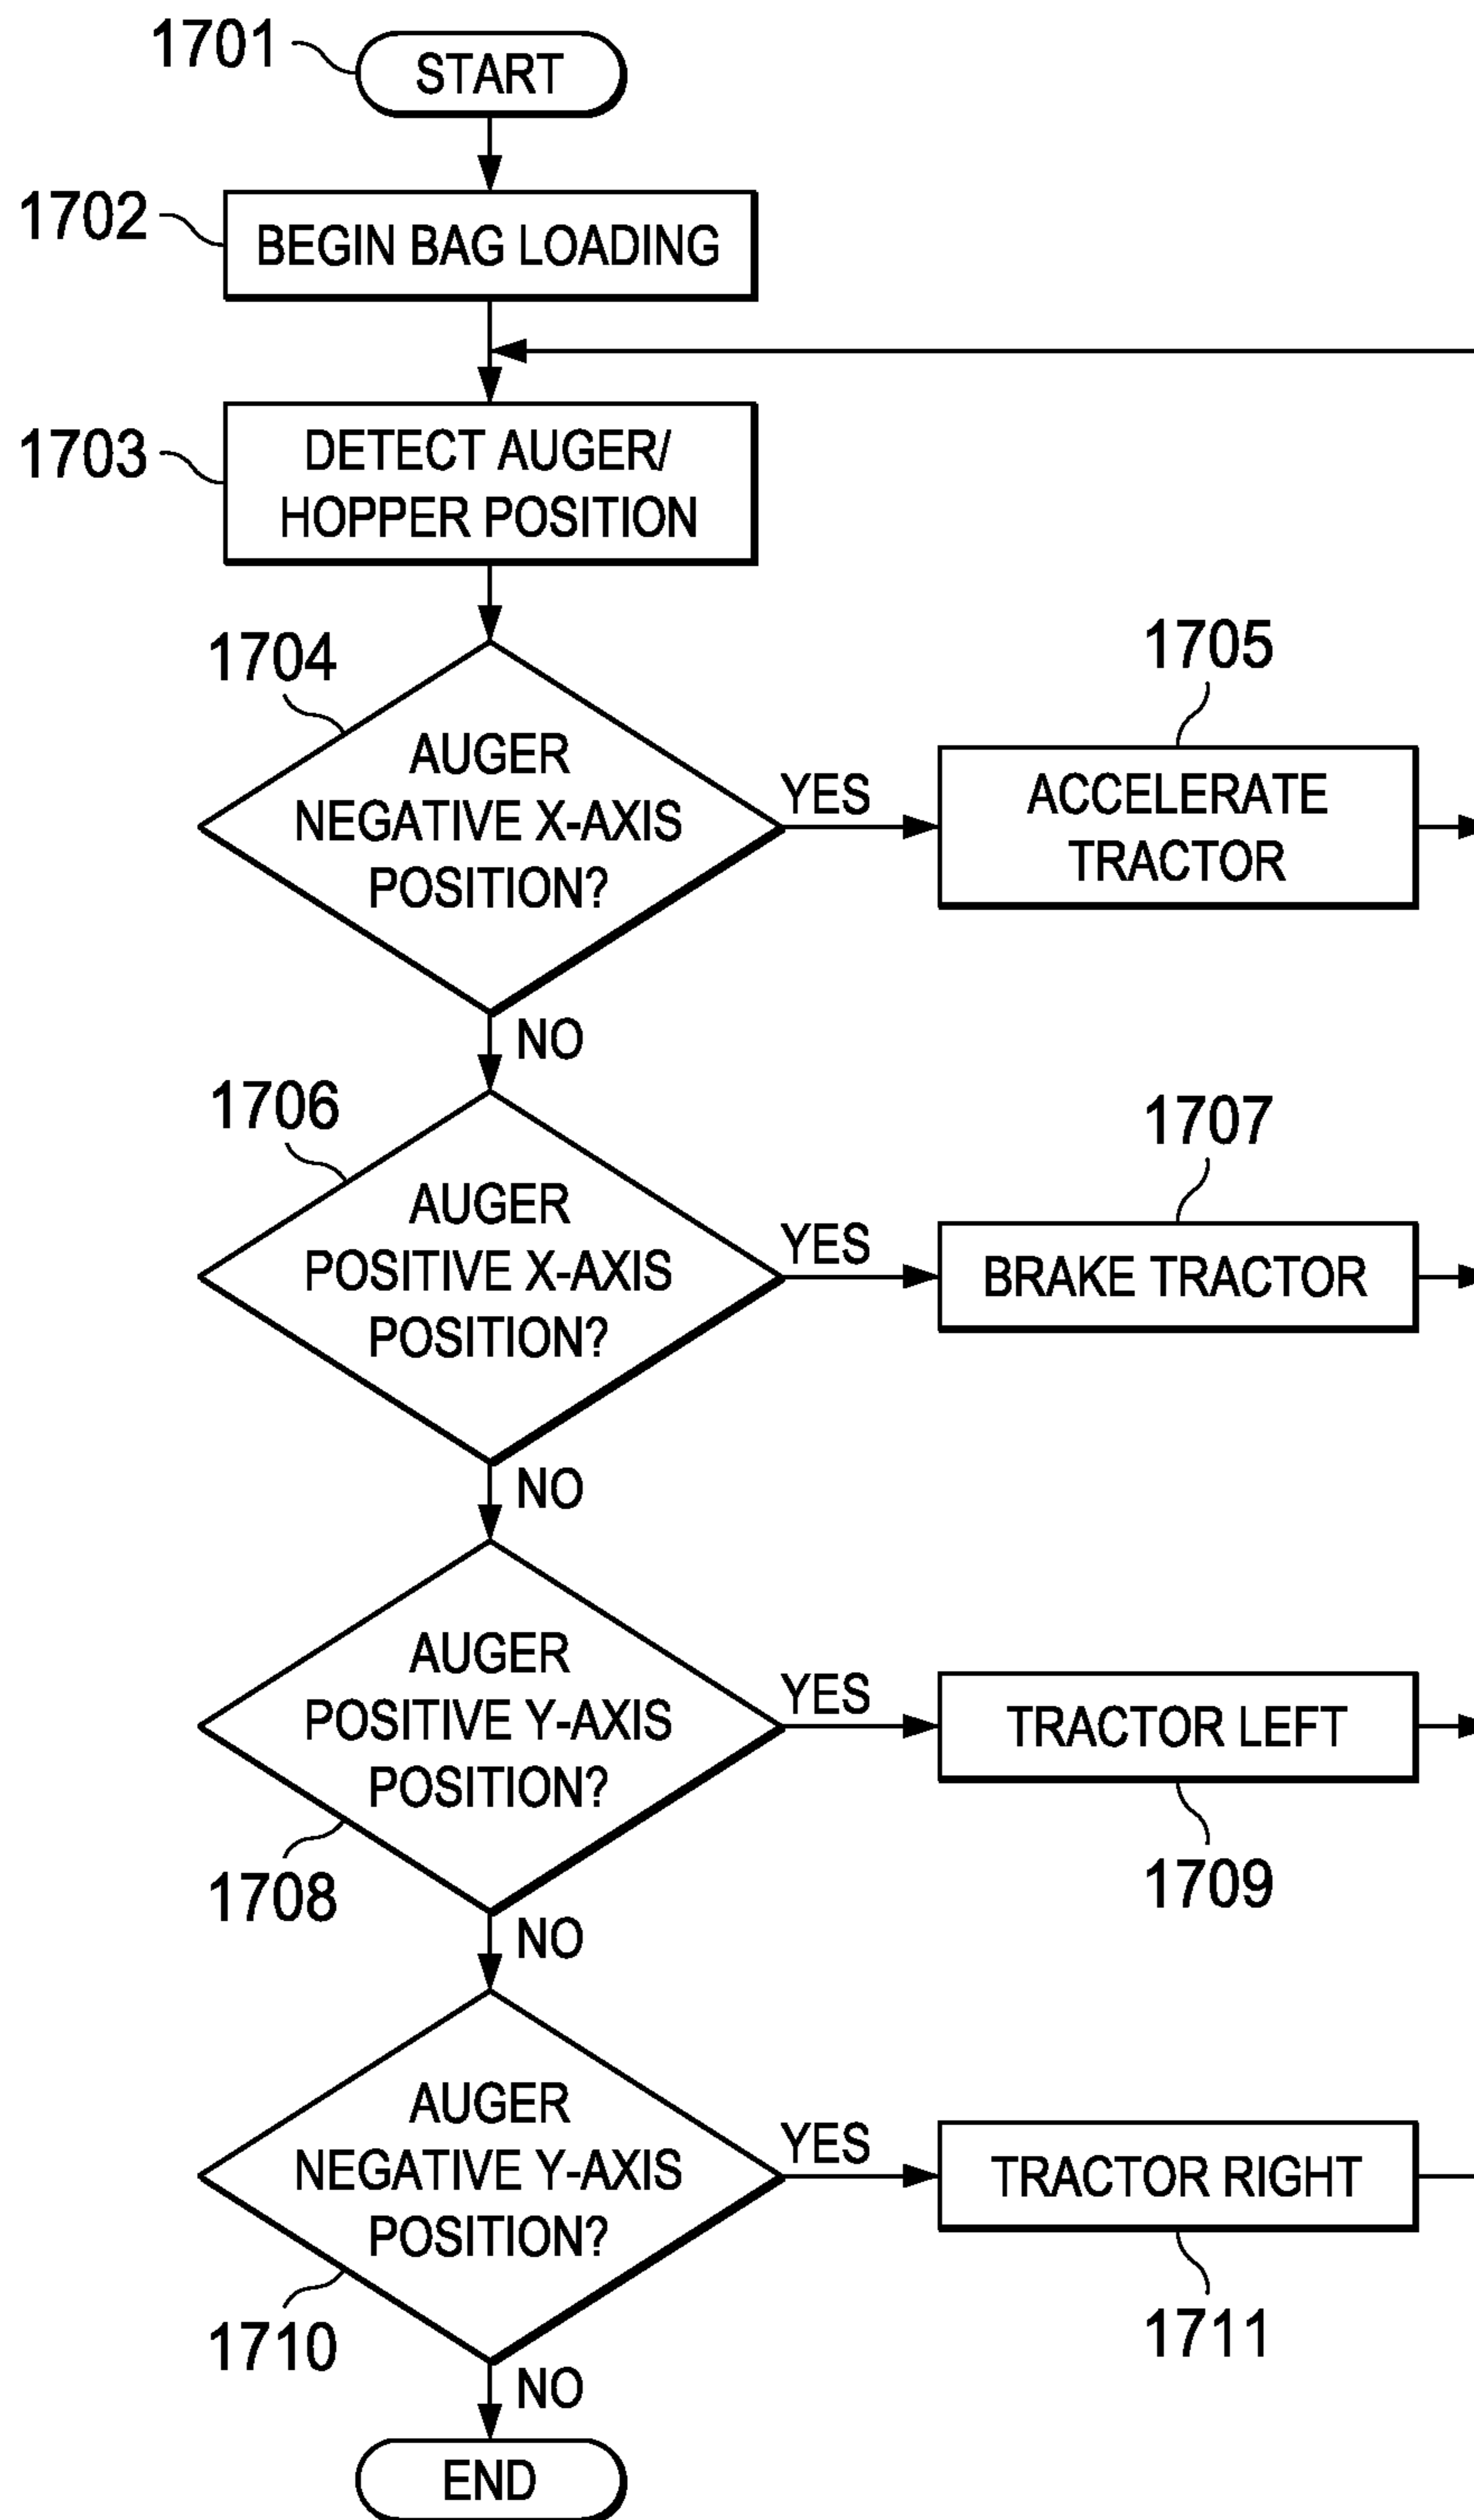 1701
START
1702
BEGIN BAG LOADING
1703
DETECT AUGER/
HOPPER POSITION
1704
AUGER
NEGATIVE X-AXIS
POSITION?
YES
1705
ACCELERATE
TRACTOR
NO
1706
AUGER
POSITIVE X-AXIS
POSITION?
YES
1707
BRAKE TRACTOR
NO
AUGER
POSITIVE Y-AXIS
POSITION?
1708
YES
TRACTOR LEFT
1709
NO
AUGER
NEGATIVE Y-AXIS
POSITION?
1710
YES
TRACTOR RIGHT
1711
NO
END